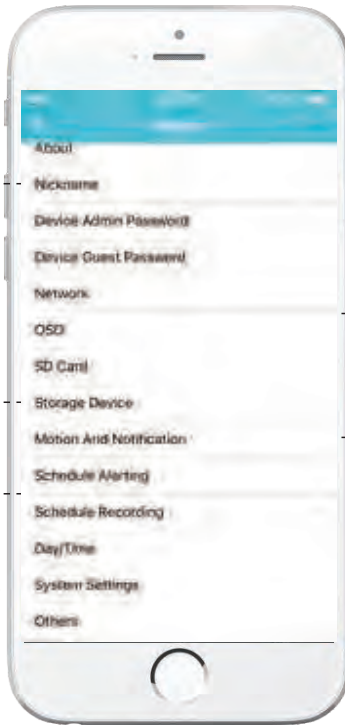 About
Nickname
Device Admin Password
Device Guest Password
Network
OSD
SD Card
Storage Device
Motion And Notification
Schedule Alerting
Schedule Recording
Day/Time
System Settings
Others